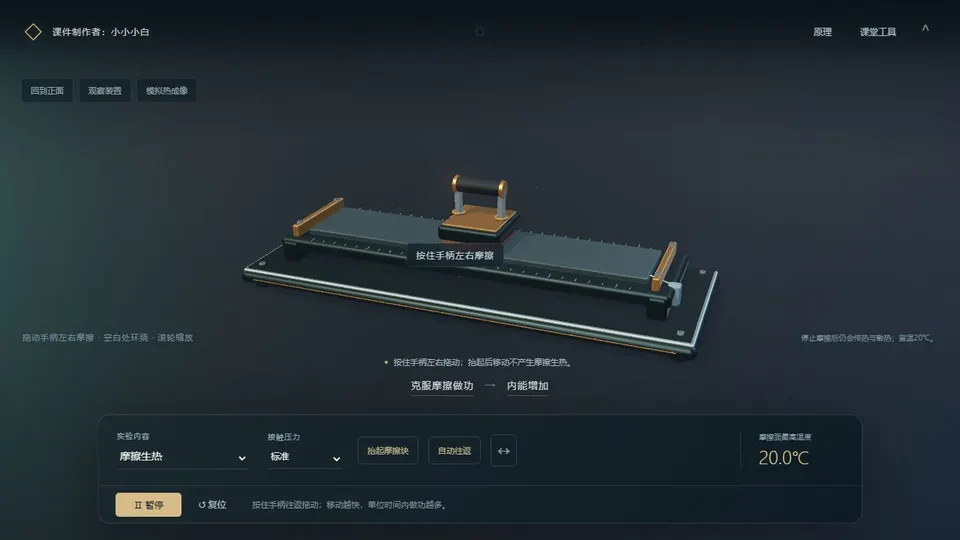 课件制作者：小小小白
原理
课堂工具
回到正面
观察装置
模拟热成像
按住手柄左右摩擦
拖动手柄左右摩擦 · 空白处环绕 · 滚轮缩放
停止摩擦后仍会传热与散热；室温20℃。
按住手柄左右拖动；抬起后移动不产生摩擦生热。
克服摩擦做功 → 内能增加
实验内容
摩擦生热
接触压力
标准
抬起摩擦块
自动往返
摩擦面最高温度
20.0℃
暂停
复位
按住手柄往返拖动；移动越快，单位时间内做功越多。